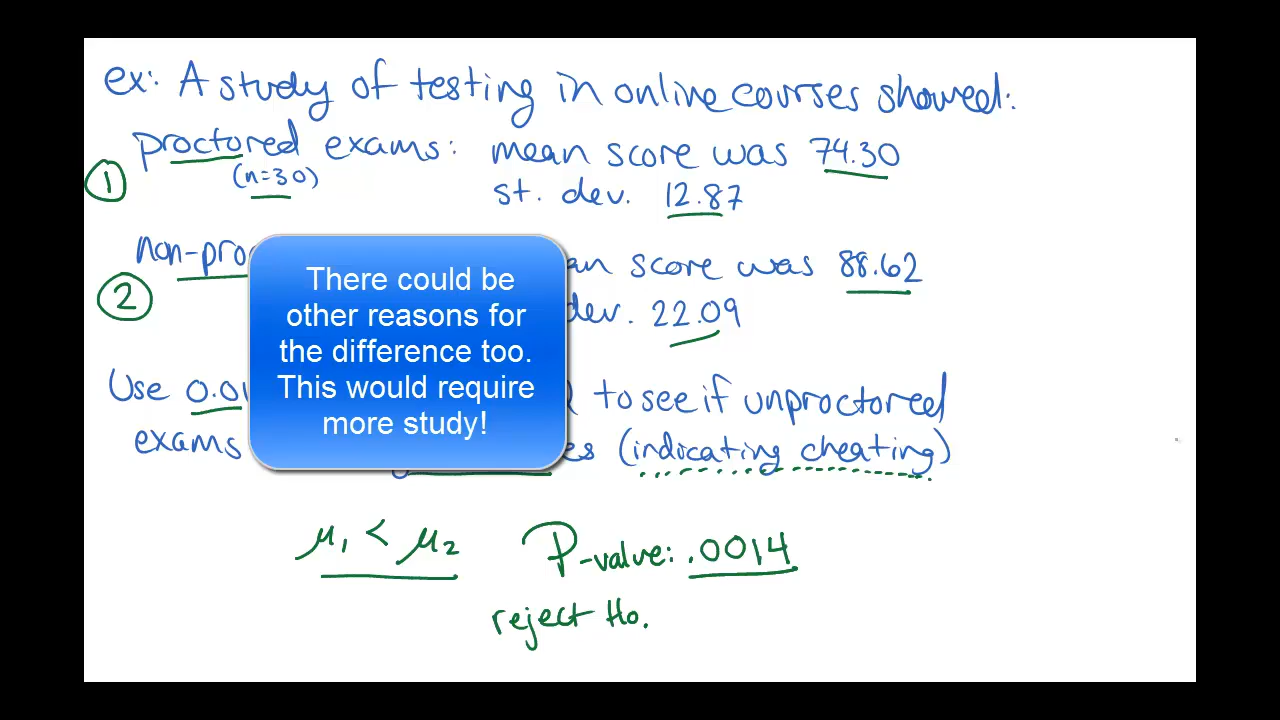 ex: A study of testing in online courses showed:
proctored exams: mean score was 74.30
1 (n=30) st. dev. 12.87
non-pro an score was 88.62
2 dev. 22.09
Use 0.01 to see if unproctored
exams es (indicating cheating)
There could be
other reasons for
the difference too.
This would require
more study!
μ₁ < μ₂ P-value: .0014
reject Ho.